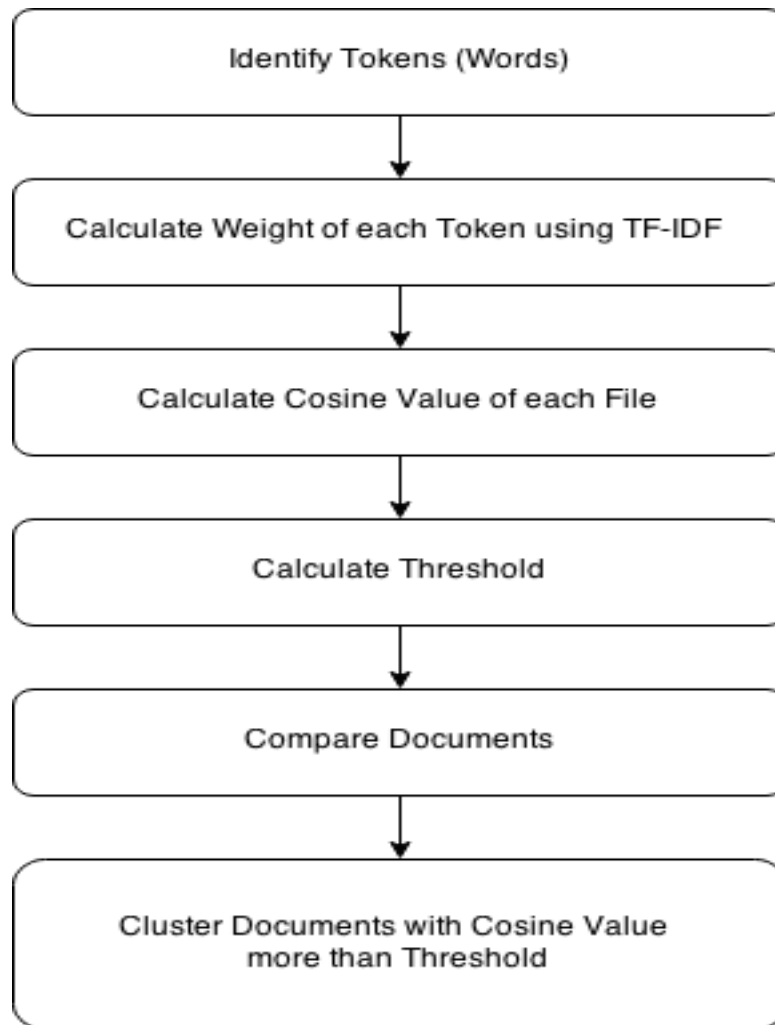 Identify Tokens (Words)
Calculate Weight of each Token using TF-IDF
Calculate Cosine Value of each File
Calculate Threshold
Compare Documents
Cluster Documents with Cosine Value
more than Threshold